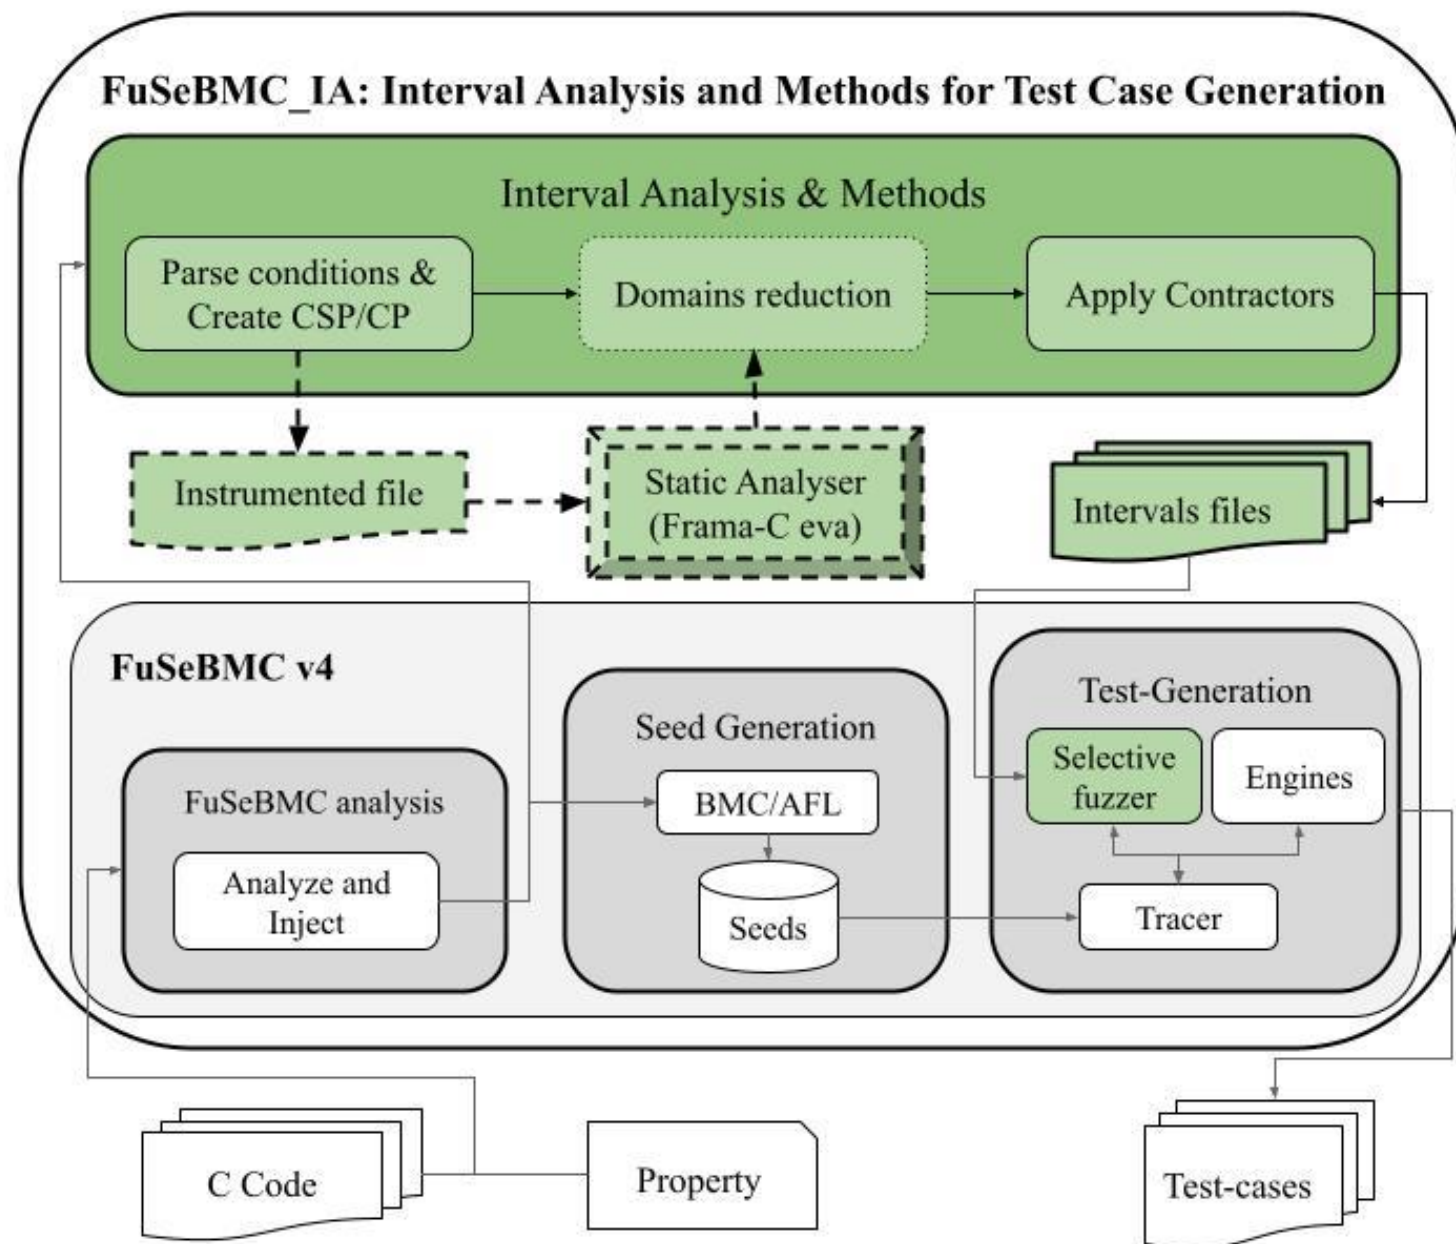 FuSeBMC_IA: Interval Analysis and Methods for Test Case Generation
Interval Analysis & Methods
Parse conditions &
Create CSP/CP
Domains reduction
Apply Contractors
Instrumented file
Static Analyser
(Frama-C eva)
Intervals files
FuSeBMC v4
FuSeBMC analysis
Analyze and
Inject
Seed Generation
BMC/AFL
Seeds
Test-Generation
Selective
fuzzer
Engines
Tracer
C Code
Property
Test-cases